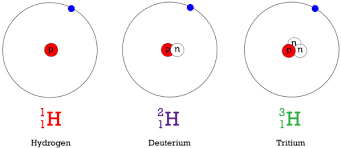 p
p n
n
n n
¹₁H
²₁H
³₁H
Hydrogen
Deuterium
Tritium